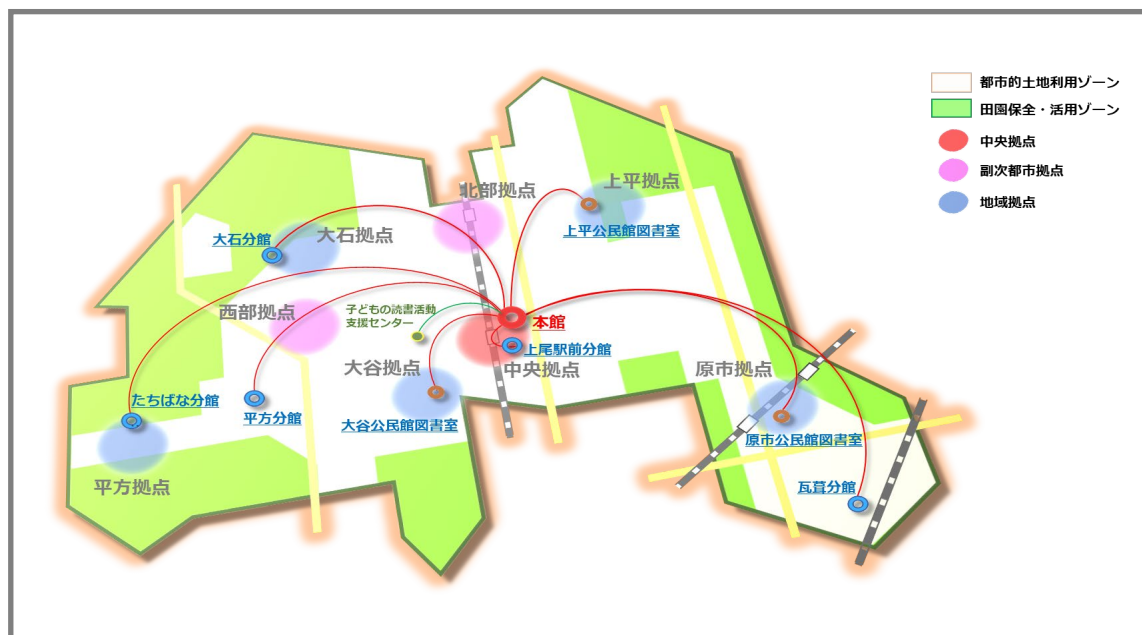 都市的土地利用ゾーン
田園保全・活用ゾーン
中央拠点
副次都市拠点
地域拠点
北部拠点
上平拠点
上平公民館図書室
大石分館
大石拠点
西部拠点
子どもの読書活動
支援センター
本館
上尾駅前分館
中央拠点
大谷拠点
大谷公民館図書室
原市拠点
原市公民館図書室
たちばな分館
平方分館
平方拠点
瓦葺分館